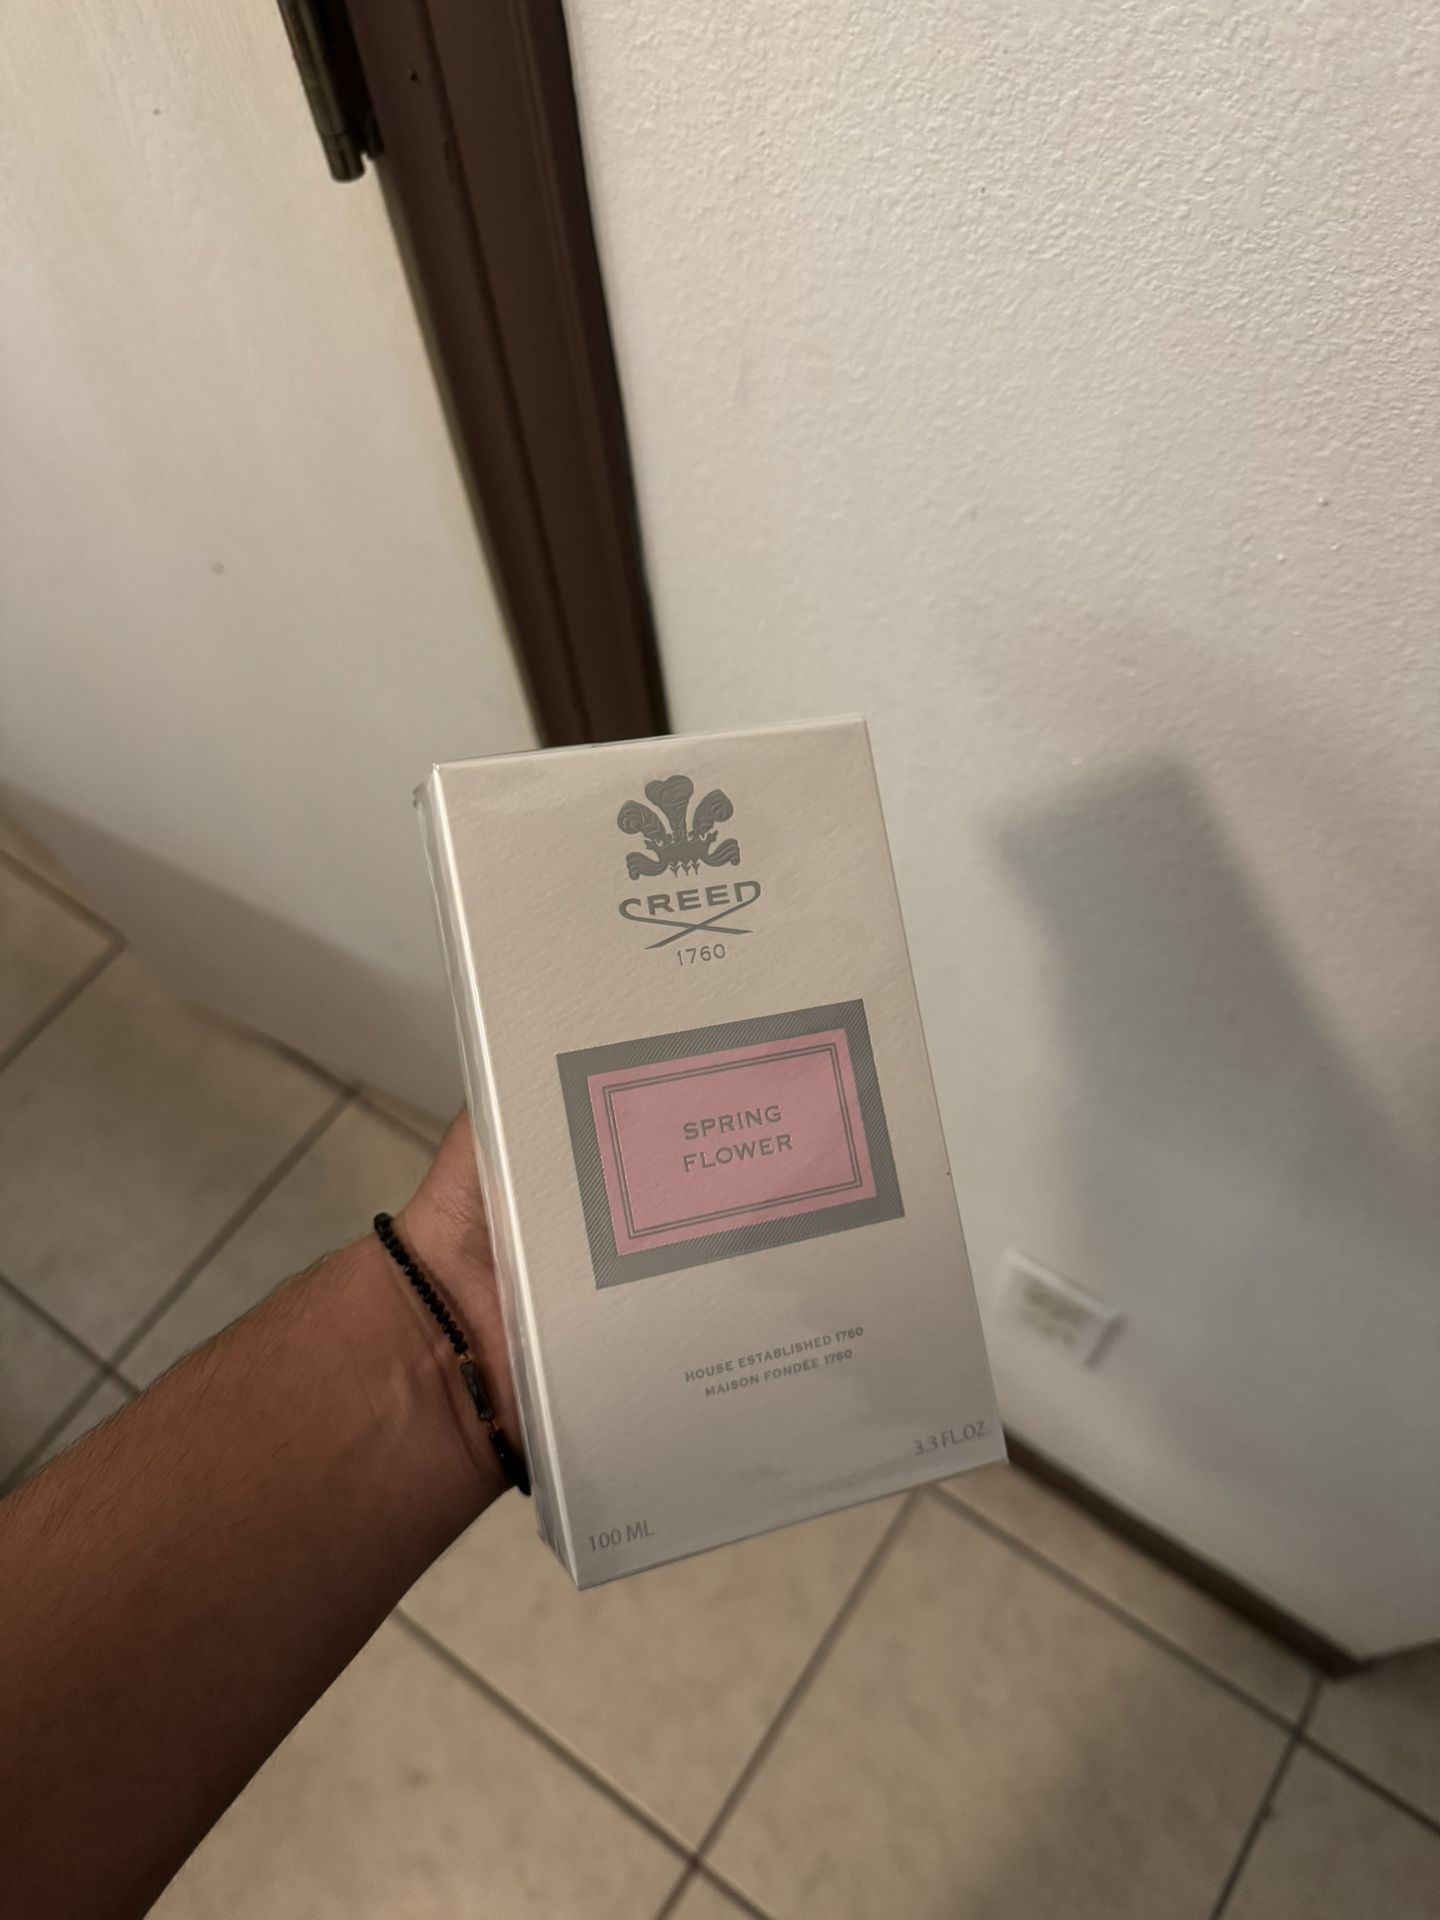 CREED
1760
SPRING
FLOWER
HOUSE ESTABLISHED 1760
MAISON FONDÉE 1760
3.3 FL.OZ.
100 ML